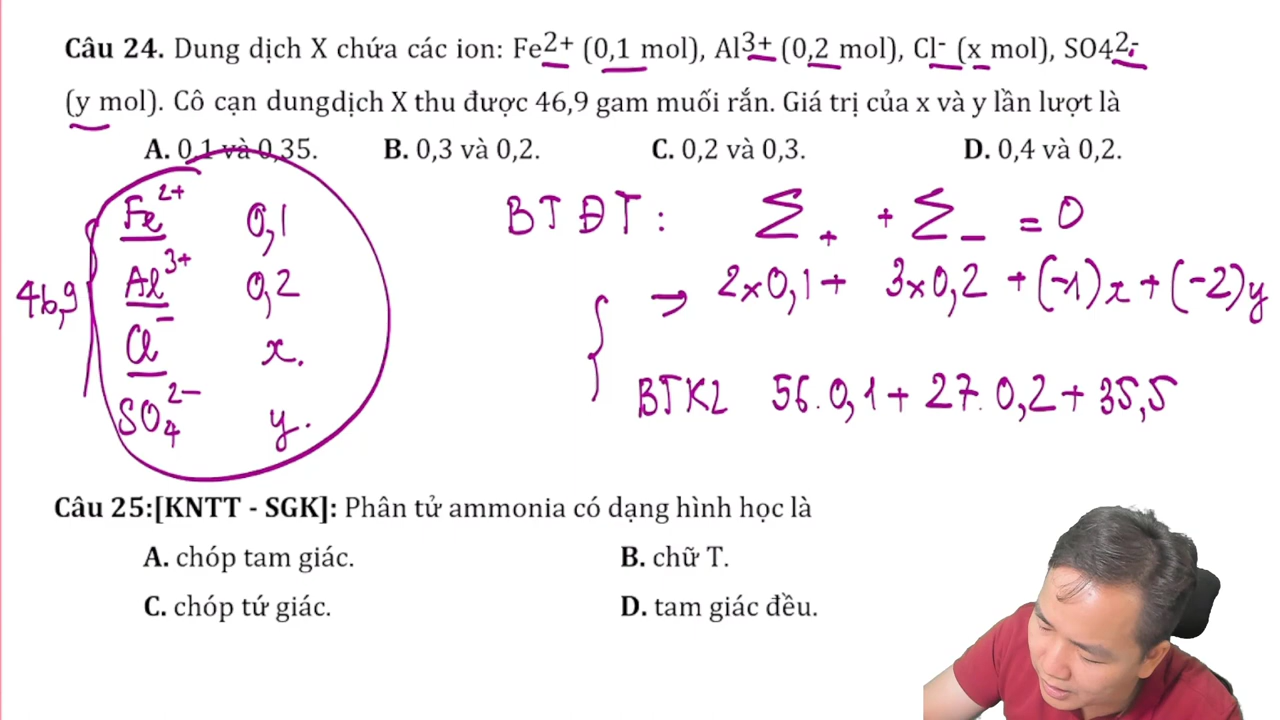 Câu 24. Dung dịch X chứa các ion: Fe2+ (0,1 mol), Al3+ (0,2 mol), Cl- (x mol), SO42-
(y mol). Cô cạn dungdịch X thu được 46,9 gam muối rắn. Giá trị của x và y lần lượt là
A. 0,1 và 0,35. B. 0,3 và 0,2. C. 0,2 và 0,3. D. 0,4 và 0,2.
Fe2+ 0,1
Al3+ 0,2
Cl- x.
SO42- y.
46,9
BTĐT: Σ+ + Σ- = 0
→ 2x0,1+ 3x0,2 + (-1)x + (-2)y
BTKL 56.0,1+ 27.0,2+ 35,5
Câu 25:[KNTT - SGK]: Phân tử ammonia có dạng hình học là
A. chóp tam giác. B. chữ T.
C. chóp tứ giác. D. tam giác đều.